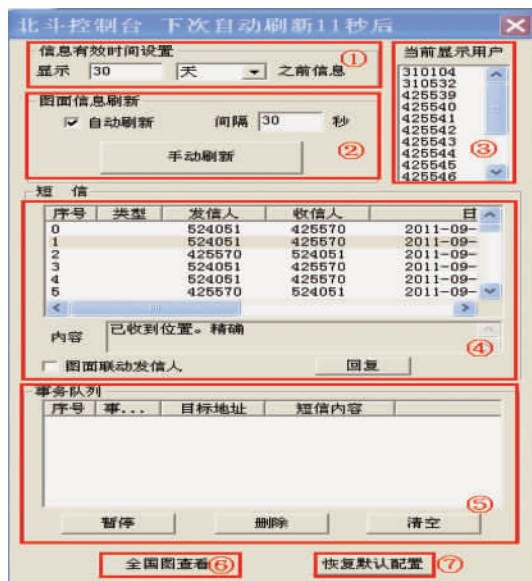 北斗控制台 下次自动刷新11秒后
信息有效时间设置 ①
显示 30 天 之前信息
图面信息刷新
自动刷新 间隔 30 秒
手动刷新 ②
当前显示用户
310104
310532
425539
425540
425541
425542
425543
425544
425545
425546
③
短 信
序号 类型 发信人 收信人 日
0 524051 425570 2011-09-
1 524051 425570 2011-09-
2 425570 524051 2011-09-
3 425570 524051 2011-09-
4 524051 425570 2011-09-
5 425570 524051 2011-09-
内容 已收到位置。精确 ④
图面联动发信人 回复
事务队列
序号 事... 目标地址 短信内容
⑤
暂停 删除 清空
全国图查看 ⑥ 恢复默认配置 ⑦